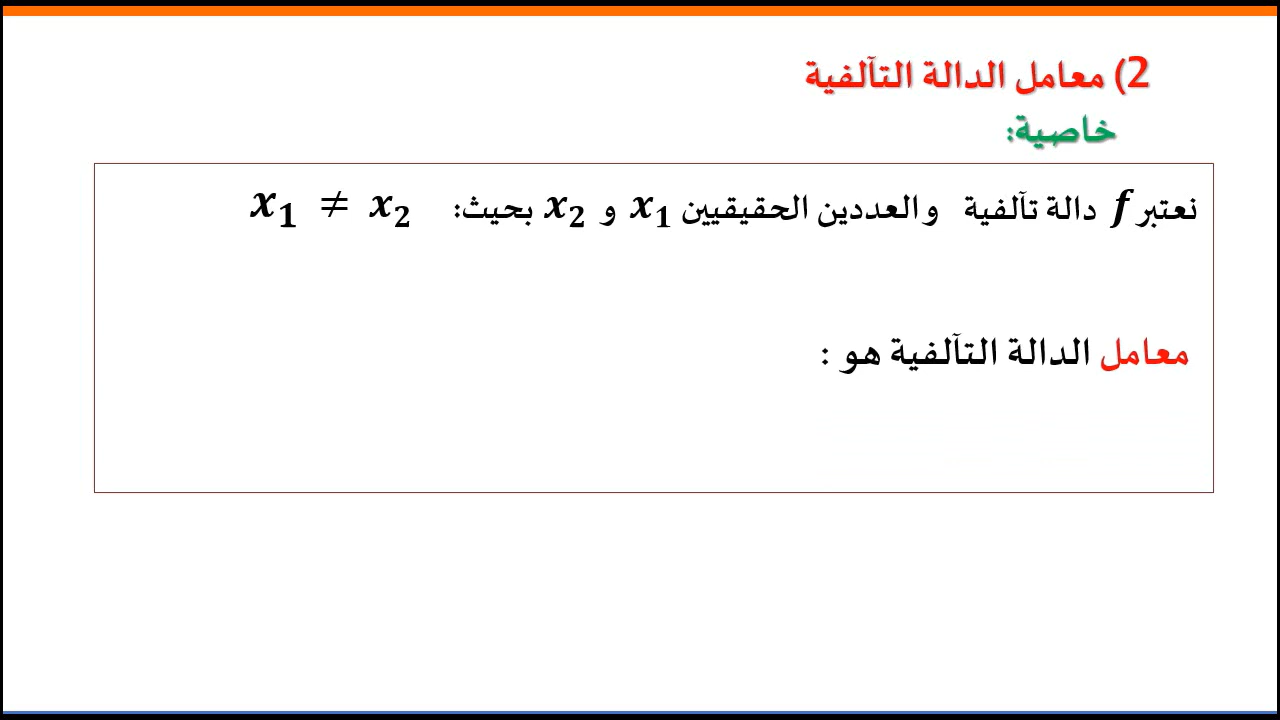 2) معامل الدالة التآلفية
خاصية:
نعتبر f دالة تآلفية والعددين الحقيقيين x₁ و x₂ بحيث: x₁ ≠ x₂
معامل الدالة التآلفية هو :